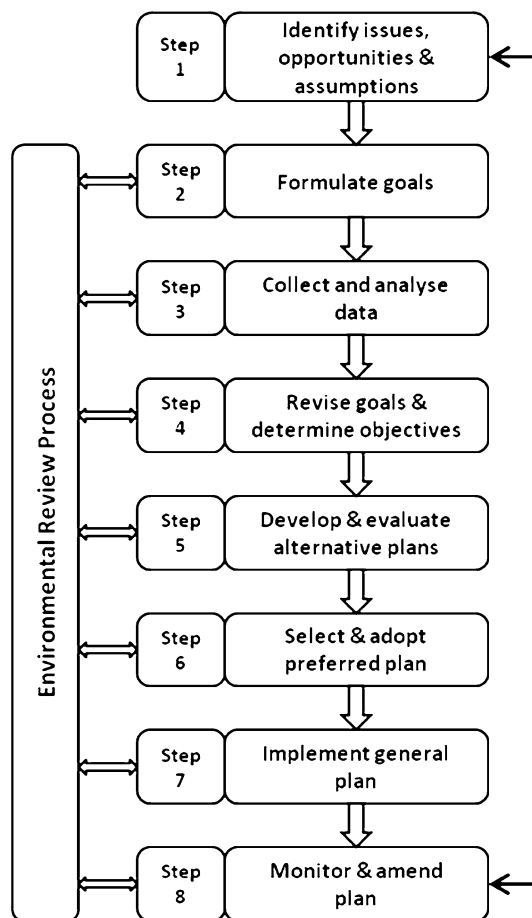 Step
1
Identify issues,
opportunities &
assumptions
Environmental Review Process
Step
2
Formulate goals
Step
3
Collect and analyse
data
Step
4
Revise goals &
determine objectives
Step
5
Develop & evaluate
alternative plans
Step
6
Select & adopt
preferred plan
Step
7
Implement general
plan
Step
8
Monitor & amend
plan